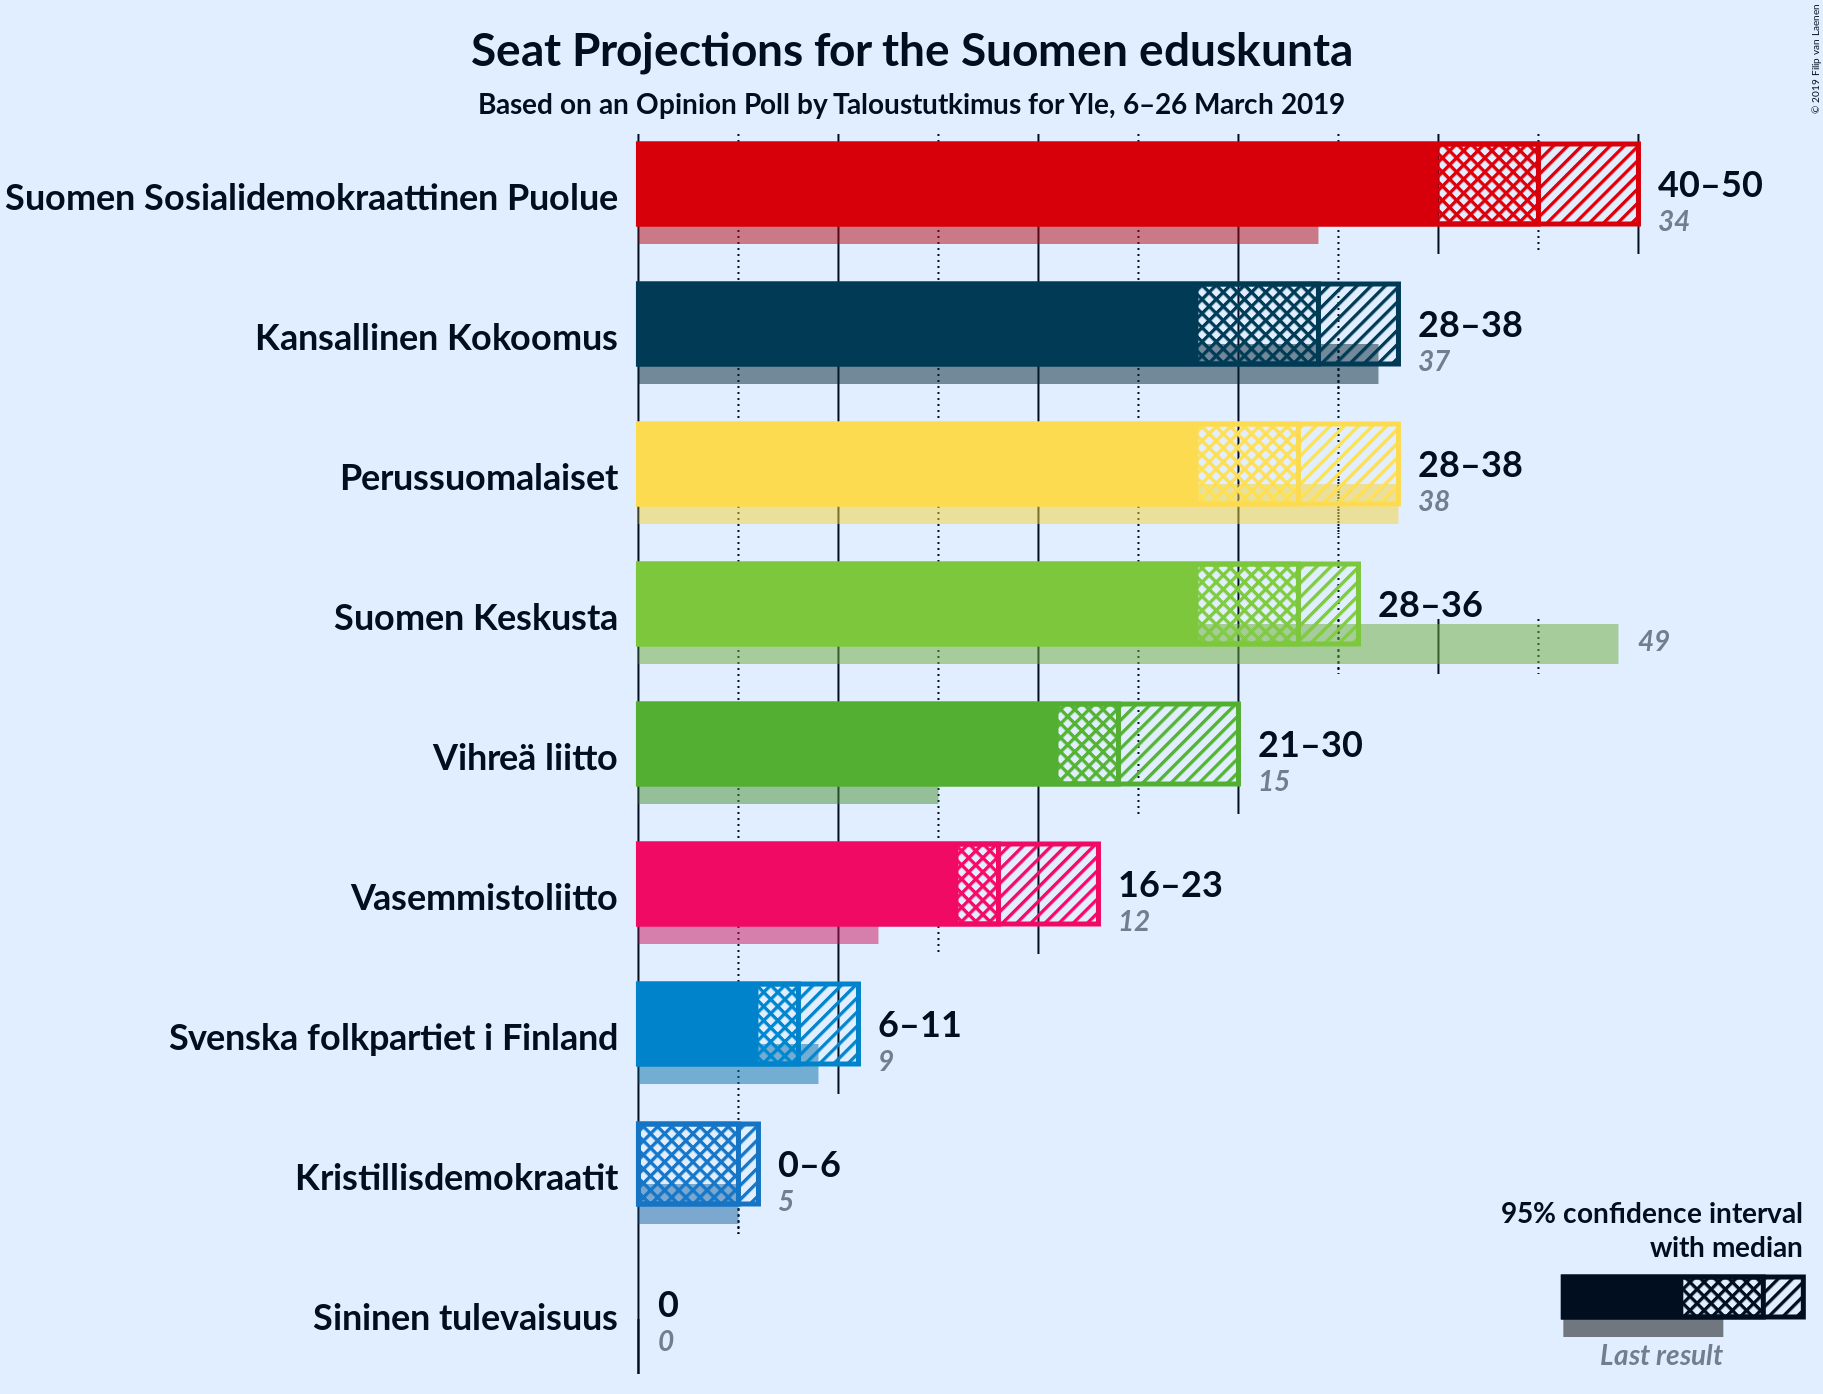 Seat Projections for the Suomen eduskunta
Based on an Opinion Poll by Taloustutkimus for Yle, 6–26 March 2019
© 2019 Filip van Laenen
Suomen Sosialidemokraattinen Puolue
40–50
34
Kansallinen Kokoomus
28–38
37
Perussuomalaiset
28–38
38
Suomen Keskusta
28–36
49
Vihreä liitto
21–30
15
Vasemmistoliitto
16–23
12
Svenska folkpartiet i Finland
6–11
9
Kristillisdemokraatit
0–6
5
Sininen tulevaisuus
0
0
95% confidence interval
with median
Last result